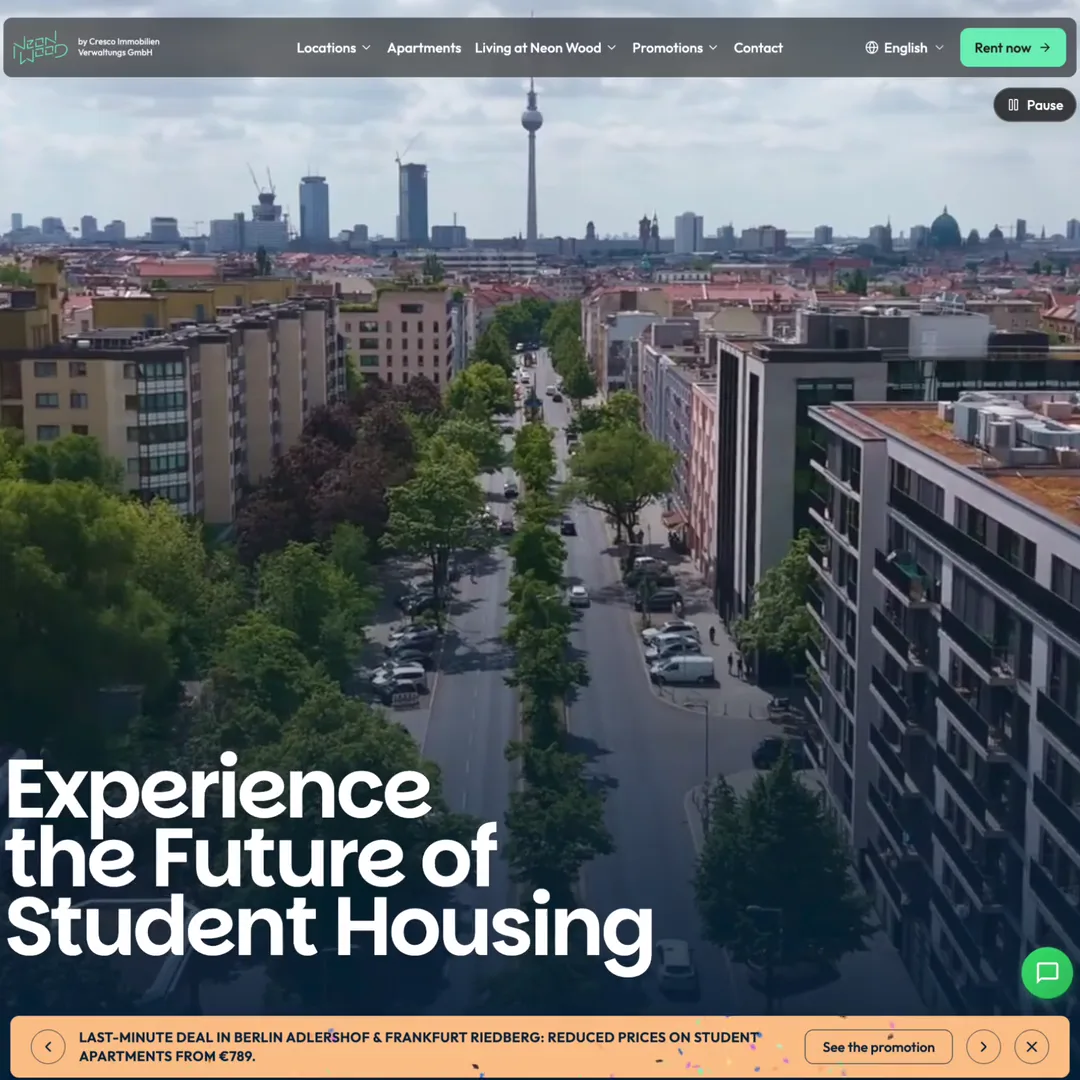 NEON WOOD
by Cresco Immobilien
Verwaltungs GmbH
Locations
Apartments
Living at Neon Wood
Promotions
Contact
English
Rent now
Pause
Experience
the Future of
Student Housing
LAST-MINUTE DEAL IN BERLIN ADLERSHOF & FRANKFURT RIEDBERG: REDUCED PRICES ON STUDENT
APARTMENTS FROM €789.
See the promotion